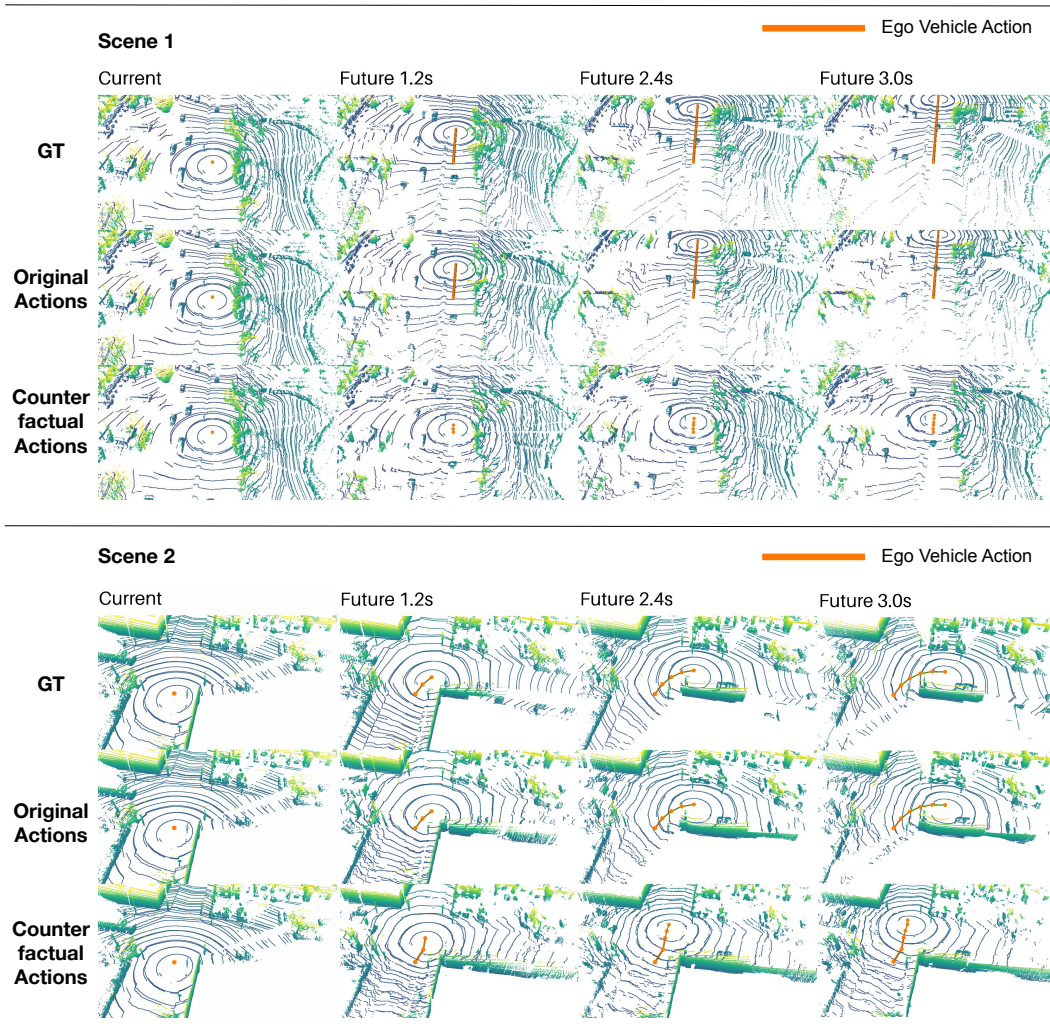 Ego Vehicle Action
Scene 1
Current Future 1.2s Future 2.4s Future 3.0s
GT
Original
Actions
Counter
factual
Actions
Scene 2
Ego Vehicle Action
Current Future 1.2s Future 2.4s Future 3.0s
GT
Original
Actions
Counter
factual
Actions